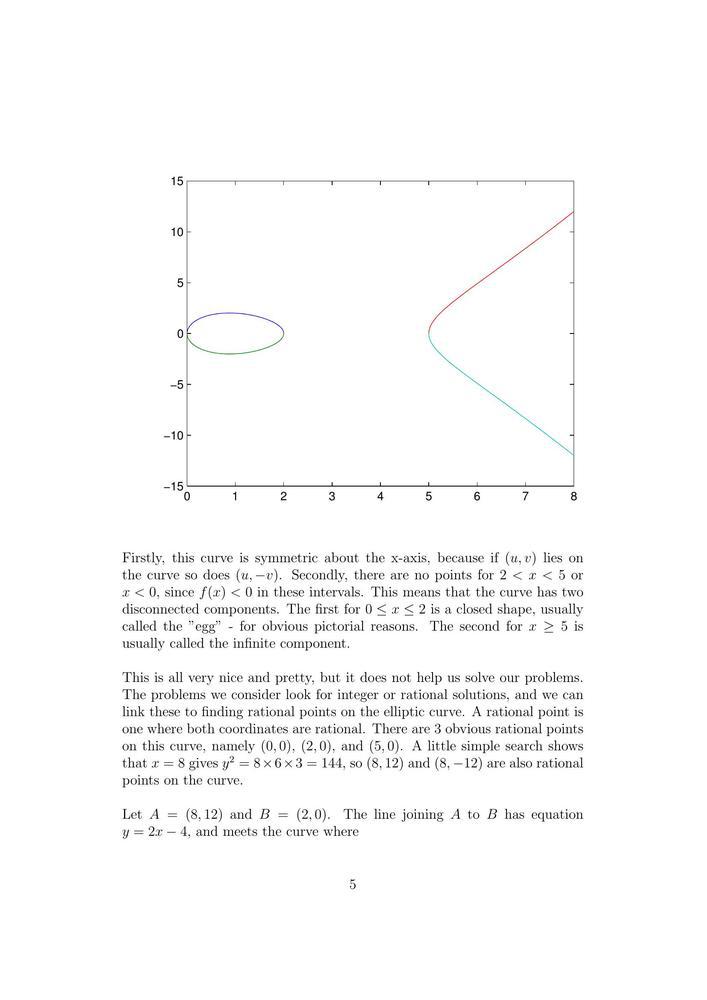 15
10
5
0
−5
−10
−15
0 1 2 3 4 5 6 7 8
Firstly, this curve is symmetric about the x-axis, because if (u, v) lies on
the curve so does (u, −v). Secondly, there are no points for 2 < x < 5 or
x < 0, since f(x) < 0 in these intervals. This means that the curve has two
disconnected components. The first for 0 ≤ x ≤ 2 is a closed shape, usually
called the ”egg” - for obvious pictorial reasons. The second for x ≥ 5 is
usually called the infinite component.
This is all very nice and pretty, but it does not help us solve our problems.
The problems we consider look for integer or rational solutions, and we can
link these to finding rational points on the elliptic curve. A rational point is
one where both coordinates are rational. There are 3 obvious rational points
on this curve, namely (0, 0), (2, 0), and (5, 0). A little simple search shows
that x = 8 gives y² = 8 × 6 × 3 = 144, so (8, 12) and (8, −12) are also rational
points on the curve.
Let A = (8, 12) and B = (2, 0). The line joining A to B has equation
y = 2x − 4, and meets the curve where
5